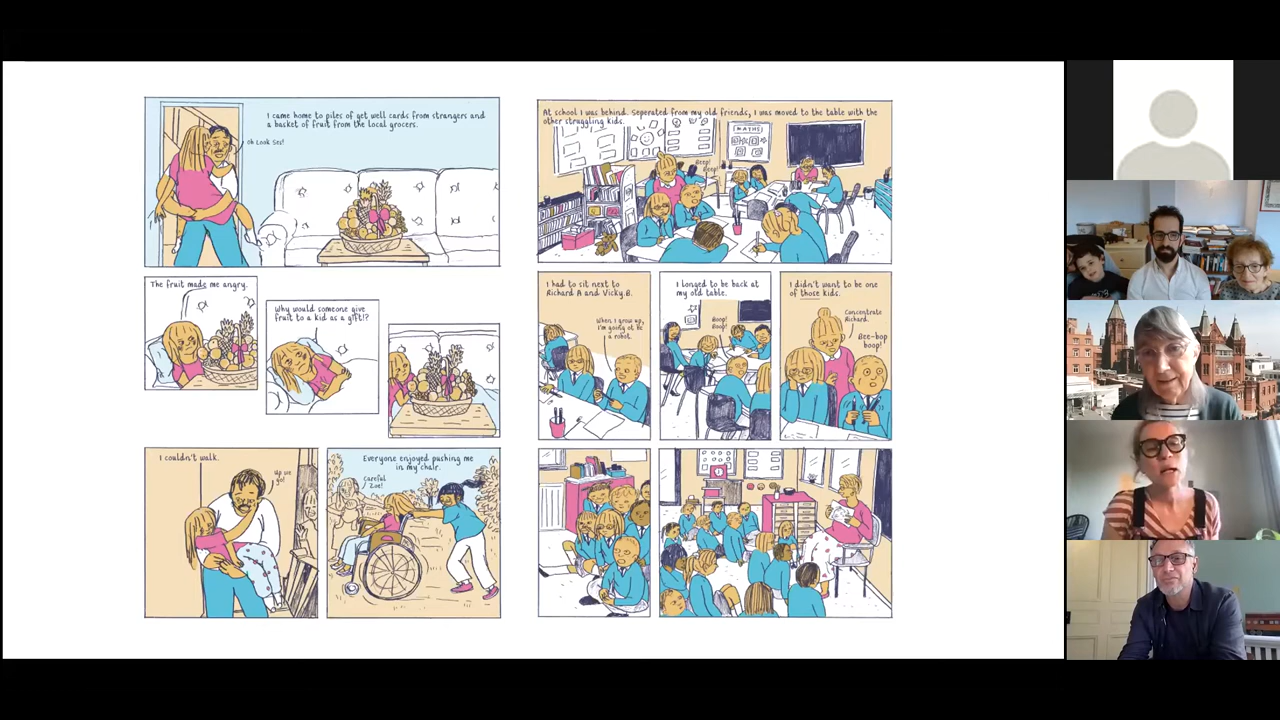 I came home to piles of get well cards from strangers and
a basket of fruit from the local grocers.
oh Look Ses!
The fruit made me angry.
Why would someone give
fruit to a kid as a gift!?
I couldn't walk.
up we
go!
Everyone enjoyed pushing me
in my chair.
Careful
Zoe!
At school I was behind. Seperated from my old friends, I was moved to the table with the
other struggling kids.
MATHS
Beep!
Beep!
I had to sit next to
Richard A and Vicky.B.
When I grow up,
I'm going ot be
a robot.
I longed to be back at
my old table.
Boop!
Boop!
I didn't want to be one
of those kids.
Concentrate
Richard.
Bee-bop
boop!